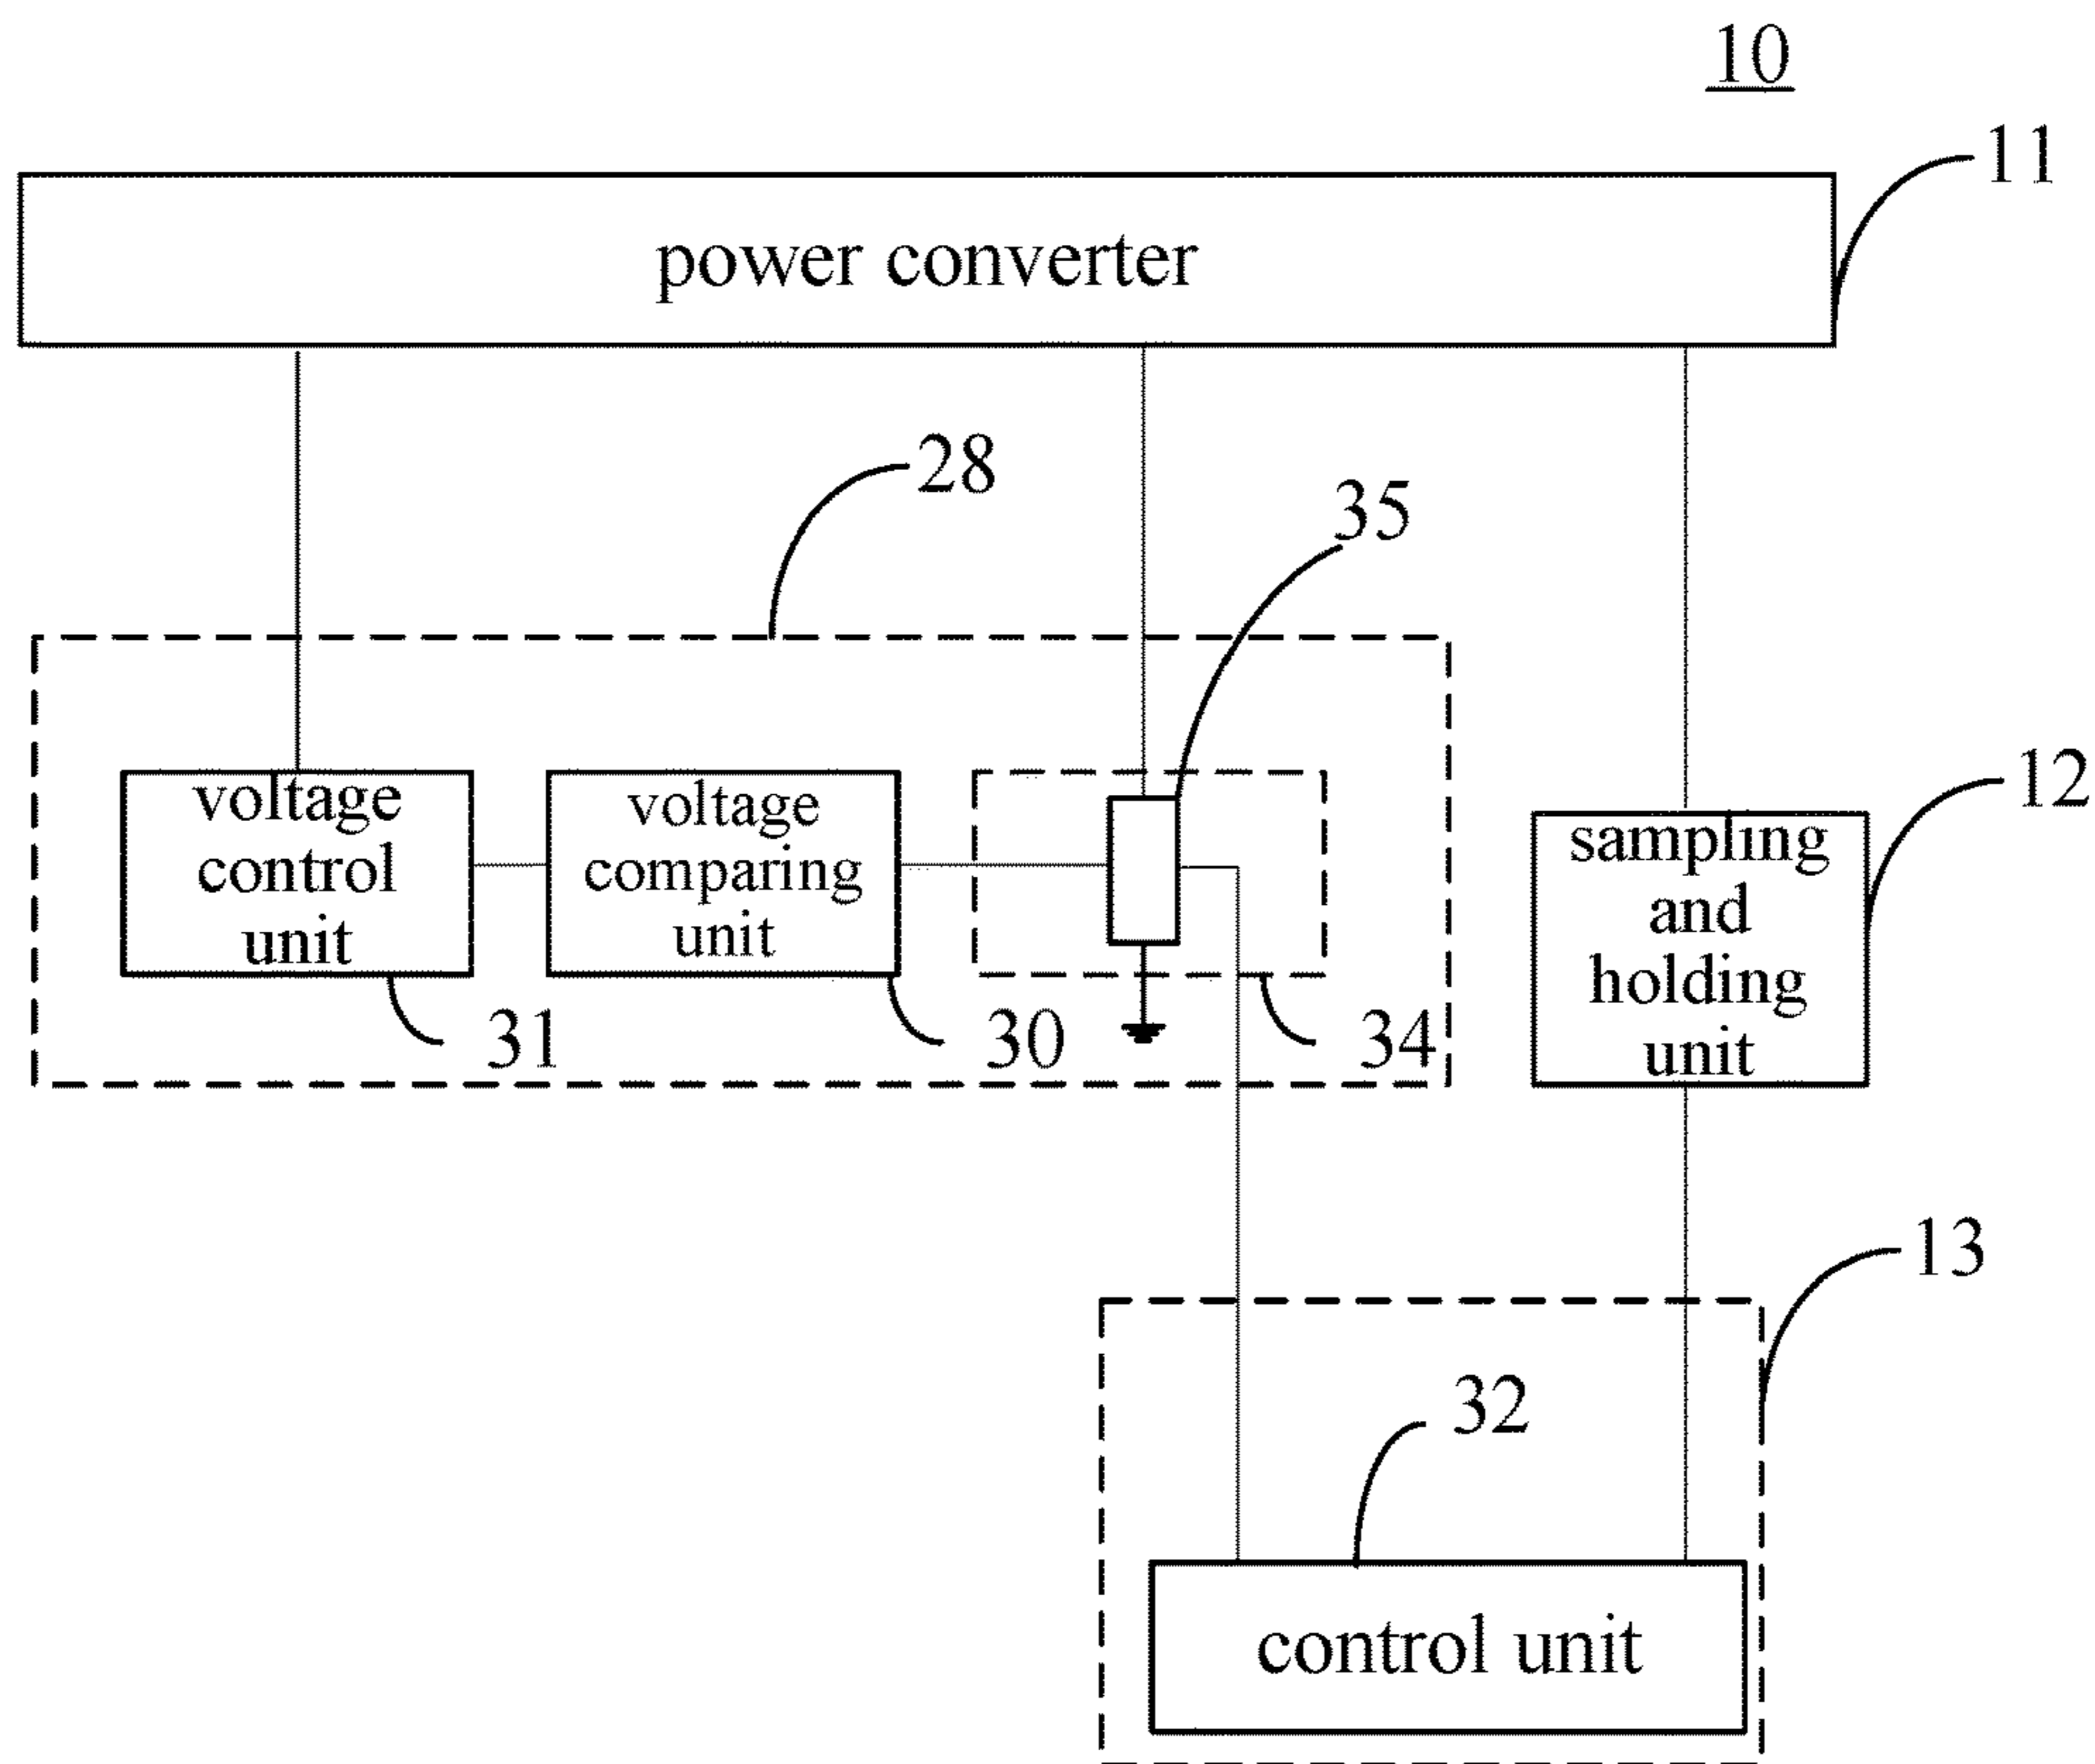 10
11
power converter
28
35
12
voltage
control
unit
voltage
comparing
unit
sampling
and
holding
unit
31
30
34
13
32
control unit